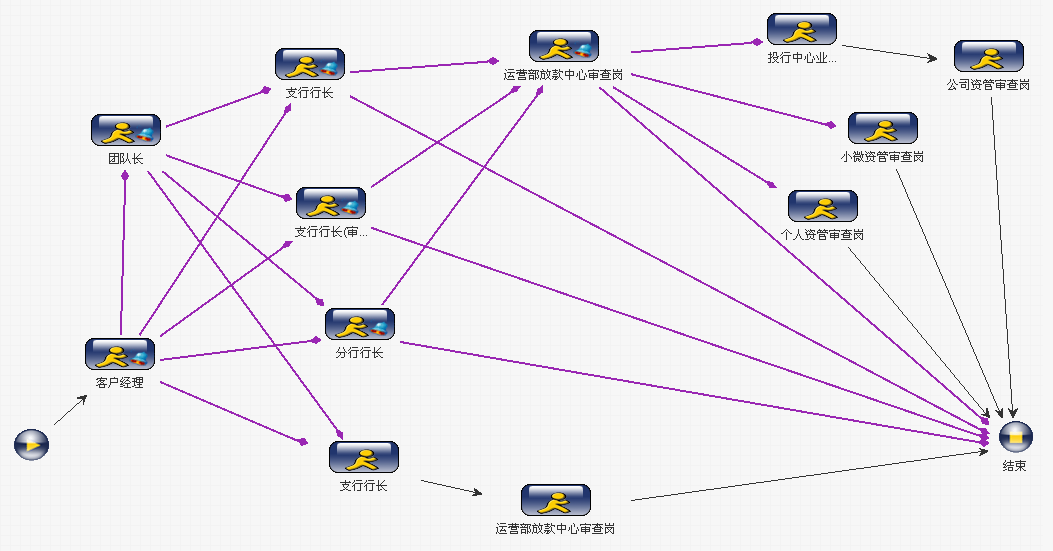 投行中心业...
运营部放款中心审查岗
公司资管审查岗
支行行长
团队长
小微资管审查岗
支行行长(审...
个人资管审查岗
分行行长
客户经理
结束
支行行长
运营部放款中心审查岗